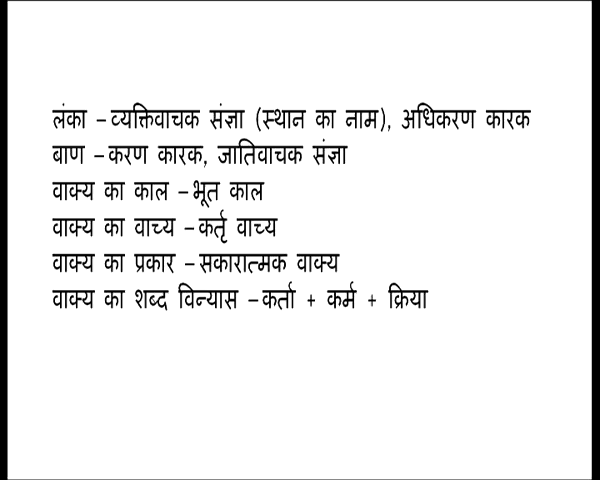 लंका – व्यक्तिवाचक संज्ञा (स्थान का नाम), अधिकरण कारक
बाण – करण कारक, जातिवाचक संज्ञा
वाक्य का काल – भूत काल
वाक्य का वाच्य – कर्तृ वाच्य
वाक्य का प्रकार – सकारात्मक वाक्य
वाक्य का शब्द विन्यास – कर्ता + कर्म + क्रिया